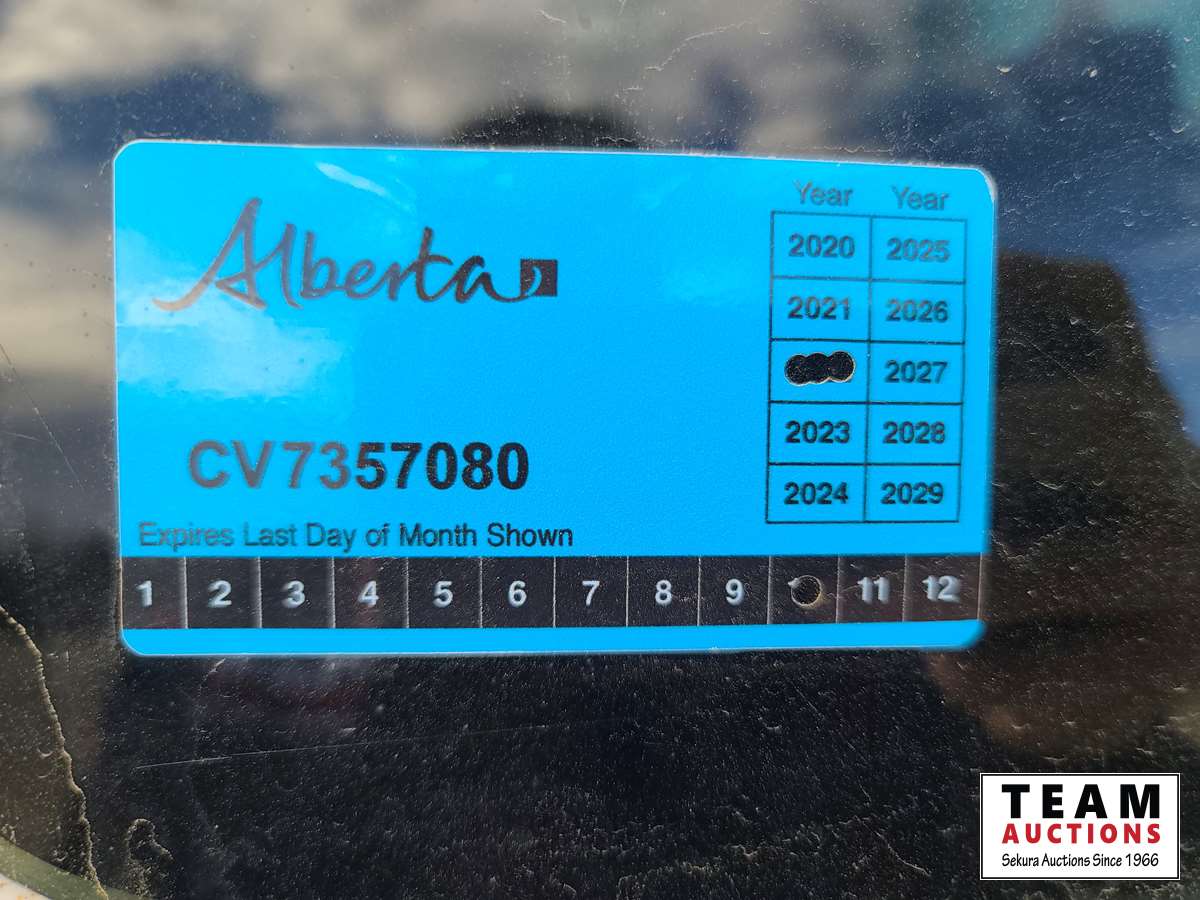 Alberta
Year Year
2020 2025
2021 2026
2027
2023 2028
2024 2029
CV7357080
Expires Last Day of Month Shown
1 2 3 4 5 6 7 8 9 11 12
TEAM
AUCTIONS
Sekura Auctions Since 1966